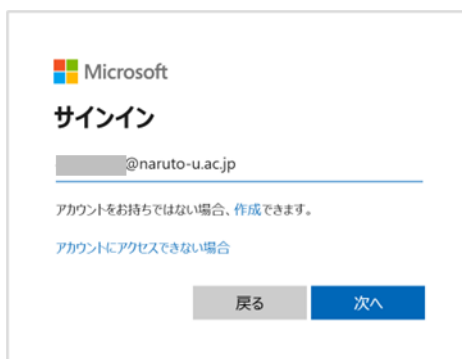 Microsoft
サインイン
@naruto-u.ac.jp
アカウントをお持ちではない場合、作成できます。
アカウントにアクセスできない場合
戻る
次へ